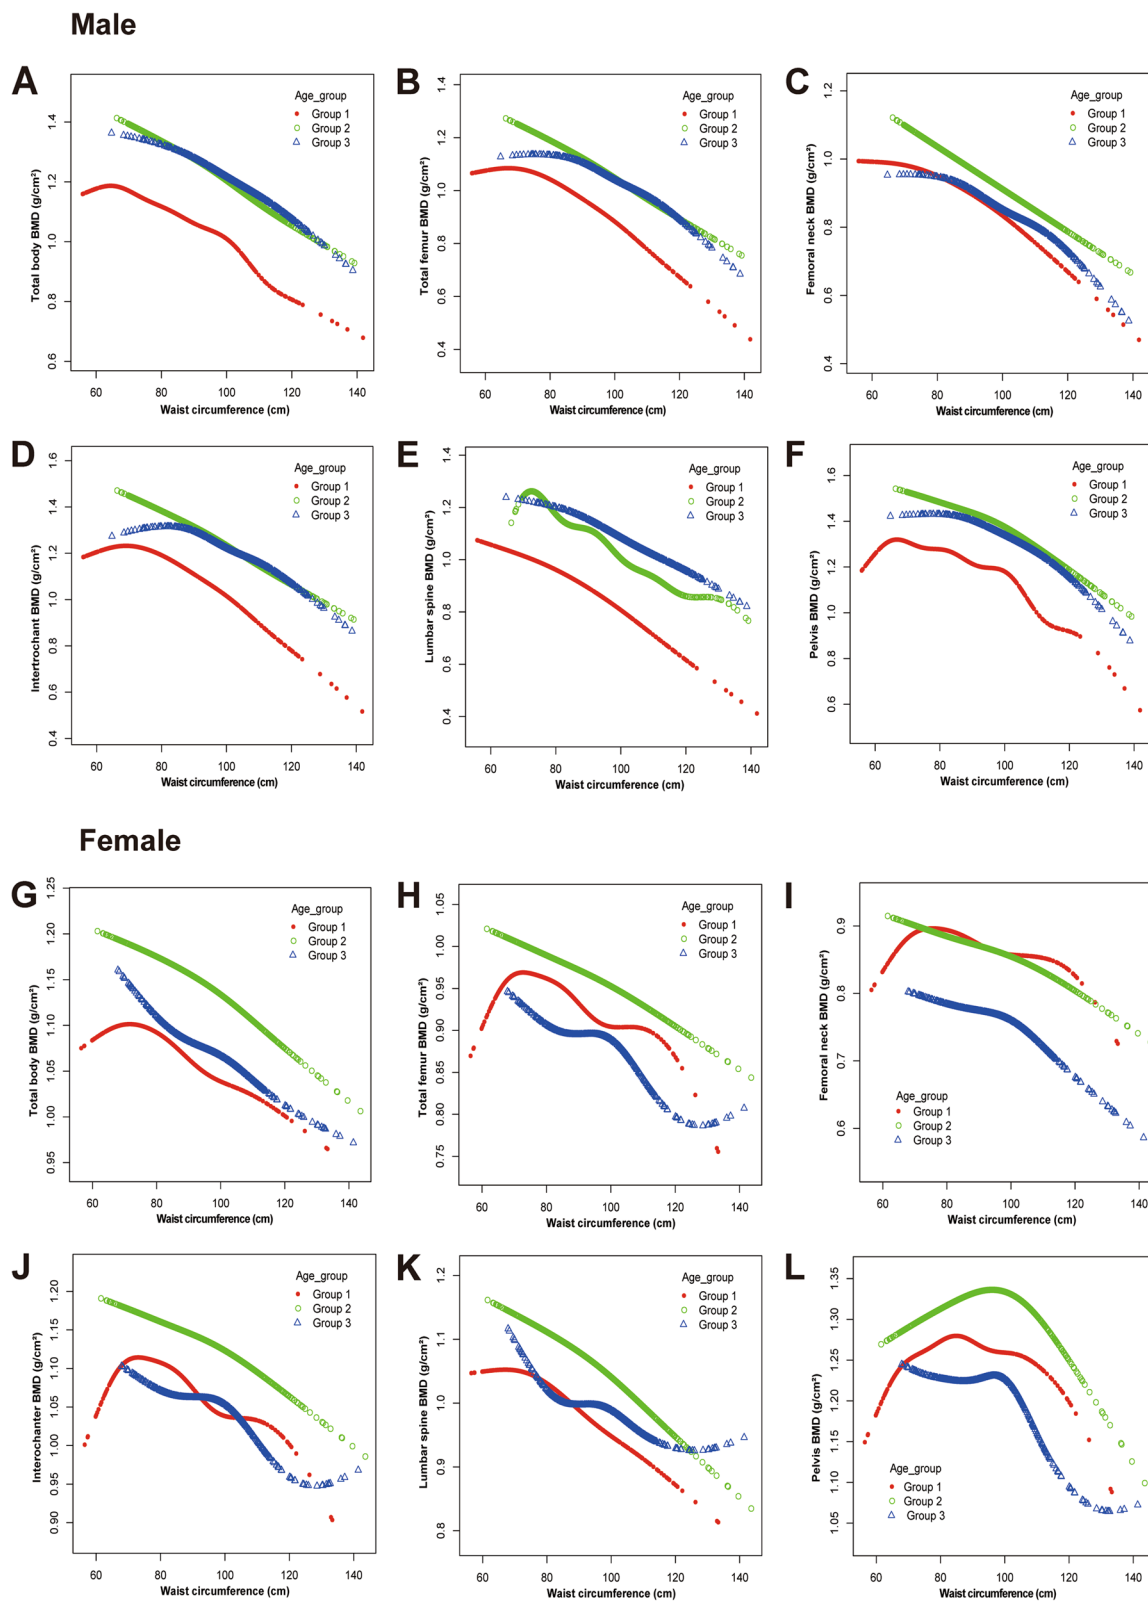 Male
A
Total body BMD (g/cm²)
0.6 0.8 1.0 1.2 1.4
Age_group
Group 1
Group 2
Group 3
60 80 100 120 140
Waist circumference (cm)
B
Total femur BMD (g/cm²)
0.4 0.6 0.8 1.0 1.2 1.4
Age_group
Group 1
Group 2
Group 3
60 80 100 120 140
Waist circumference (cm)
C
Femoral neck BMD (g/cm²)
0.4 0.6 0.8 1.0 1.2
Age_group
Group 1
Group 2
Group 3
60 80 100 120 140
Waist circumference (cm)
D
Intertrochant BMD (g/cm²)
0.4 0.6 0.8 1.0 1.2 1.4 1.6
Age_group
Group 1
Group 2
Group 3
60 80 100 120 140
Waist circumference (cm)
E
Lumbar spine BMD (g/cm²)
0.4 0.6 0.8 1.0 1.2 1.4
Age_group
Group 1
Group 2
Group 3
60 80 100 120 140
Waist circumference (cm)
F
Pelvis BMD (g/cm²)
0.6 0.8 1.0 1.2 1.4 1.6
Age_group
Group 1
Group 2
Group 3
60 80 100 120 140
Waist circumference (cm)
Female
G
Total body BMD (g/cm²)
0.95 1.00 1.05 1.10 1.15 1.20 1.25
Age_group
Group 1
Group 2
Group 3
60 80 100 120 140
Waist circumference (cm)
H
Total femur BMD (g/cm²)
0.75 0.80 0.85 0.90 0.95 1.00 1.05
Age_group
Group 1
Group 2
Group 3
60 80 100 120 140
Waist circumference (cm)
I
Femoral neck BMD (g/cm²)
0.6 0.7 0.8 0.9
Age_group
Group 1
Group 2
Group 3
60 80 100 120 140
Waist circumference (cm)
J
Interochanter BMD (g/cm²)
0.90 0.95 1.00 1.05 1.10 1.15 1.20
Age_group
Group 1
Group 2
Group 3
60 80 100 120 140
Waist circumference (cm)
K
Lumbar spine BMD (g/cm²)
0.8 0.9 1.0 1.1 1.2
Age_group
Group 1
Group 2
Group 3
60 80 100 120 140
Waist circumference (cm)
L
Pelvis BMD (g/cm²)
1.05 1.10 1.15 1.20 1.25 1.30 1.35
Age_group
Group 1
Group 2
Group 3
60 80 100 120 140
Waist circumference (cm)